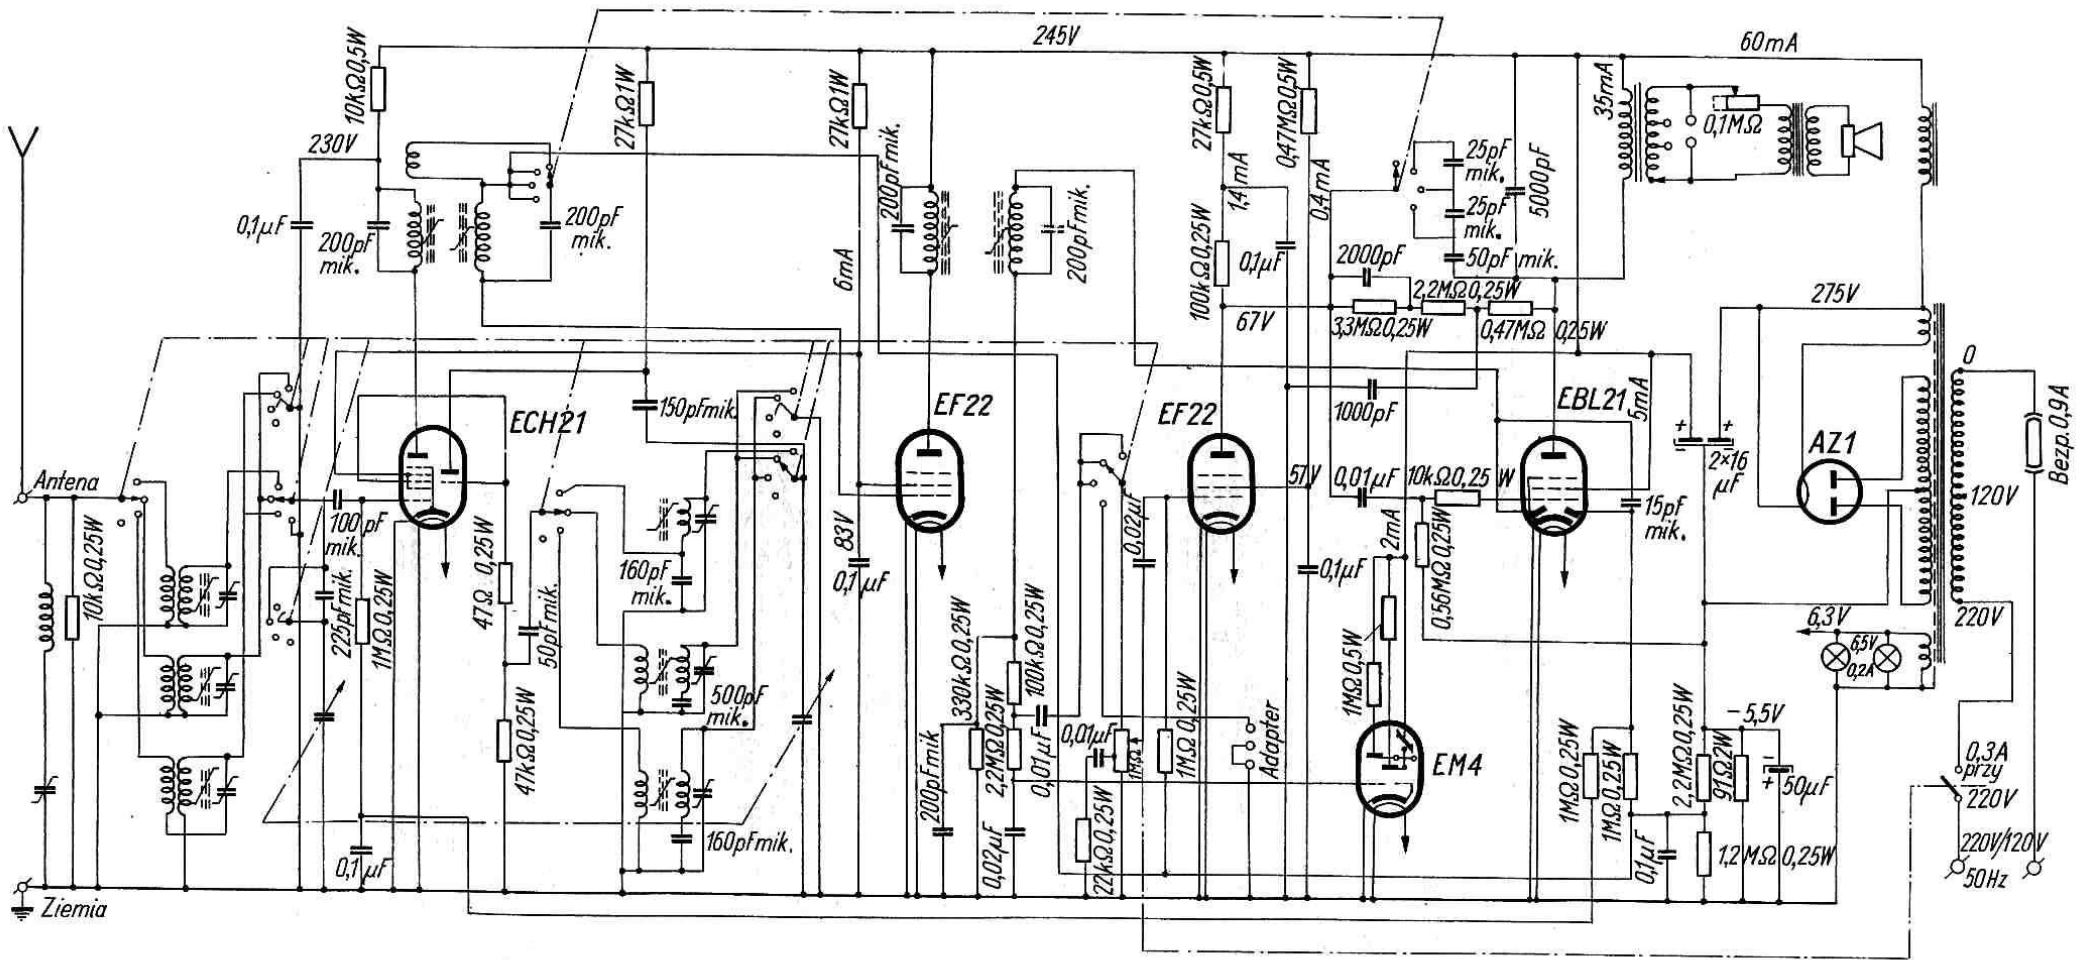 245V
60mA
10kΩ0,5W
27kΩ1W
27kΩ1W
27kΩ0,5W
0,47MΩ0,5W
35mA
0,1MΩ
230V
0,1µF
200pF
mik.
200pF
mik.
200pFmik.
200pFmik.
6mA
1,4mA
0,4mA
100kΩ0,25W
0,1µF
25pF
mik.
25pF
mik.
50pF mik.
5000pF
2000pF
67V
3,3MΩ0,25W
2,2MΩ0,25W
0,47MΩ 0,25W
1000pF
275V
0
120V
220V
Bezp. 0,9A
ECH21
150pFmik.
EF22
EF22
EBL21
5mA
AZ1
2×16
µF
Antena
10kΩ0,25W
100pF
mik.
225pFmik.
1MΩ0,25W
47Ω 0,25W
50pFmik.
160pF
mik.
83V
0,1µF
57V
0,02µF
0,1µF
0,01µF
10kΩ0,25W
2mA
0,56MΩ0,25W
15pF
mik.
6,3V
6,5V
0,2A
47kΩ0,25W
500pF
mik.
330kΩ0,25W
100kΩ0,25W
200pFmik
2,2MΩ0,25W
0,01µF
0,01µF
1MΩ
1MΩ0,25W
Adapter
1MΩ0,5W
EM4
1MΩ0,25W
1MΩ0,25W
2,2MΩ0,25W
-5,5V
91Ω2W
50µF
0,3A
przy
220V
160pFmik.
0,1µF
0,02µF
22kΩ0,25W
0,1µF
1,2MΩ0,25W
220V/120V
50Hz
Ziemia